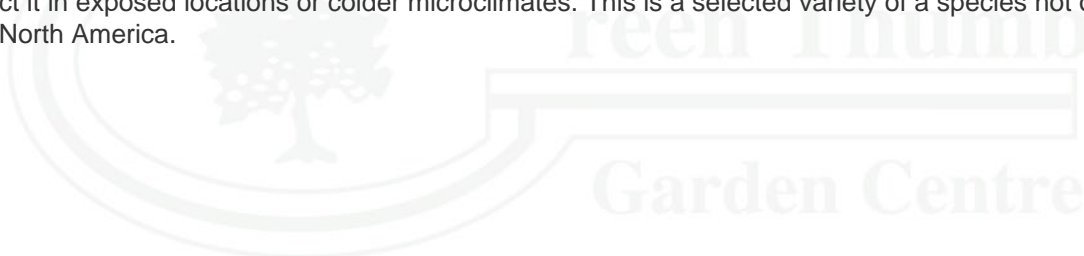 ct it in exposed locations or colder microclimates. This is a selected variety of a species not o
North America.
reen Thumb
Garden Centre